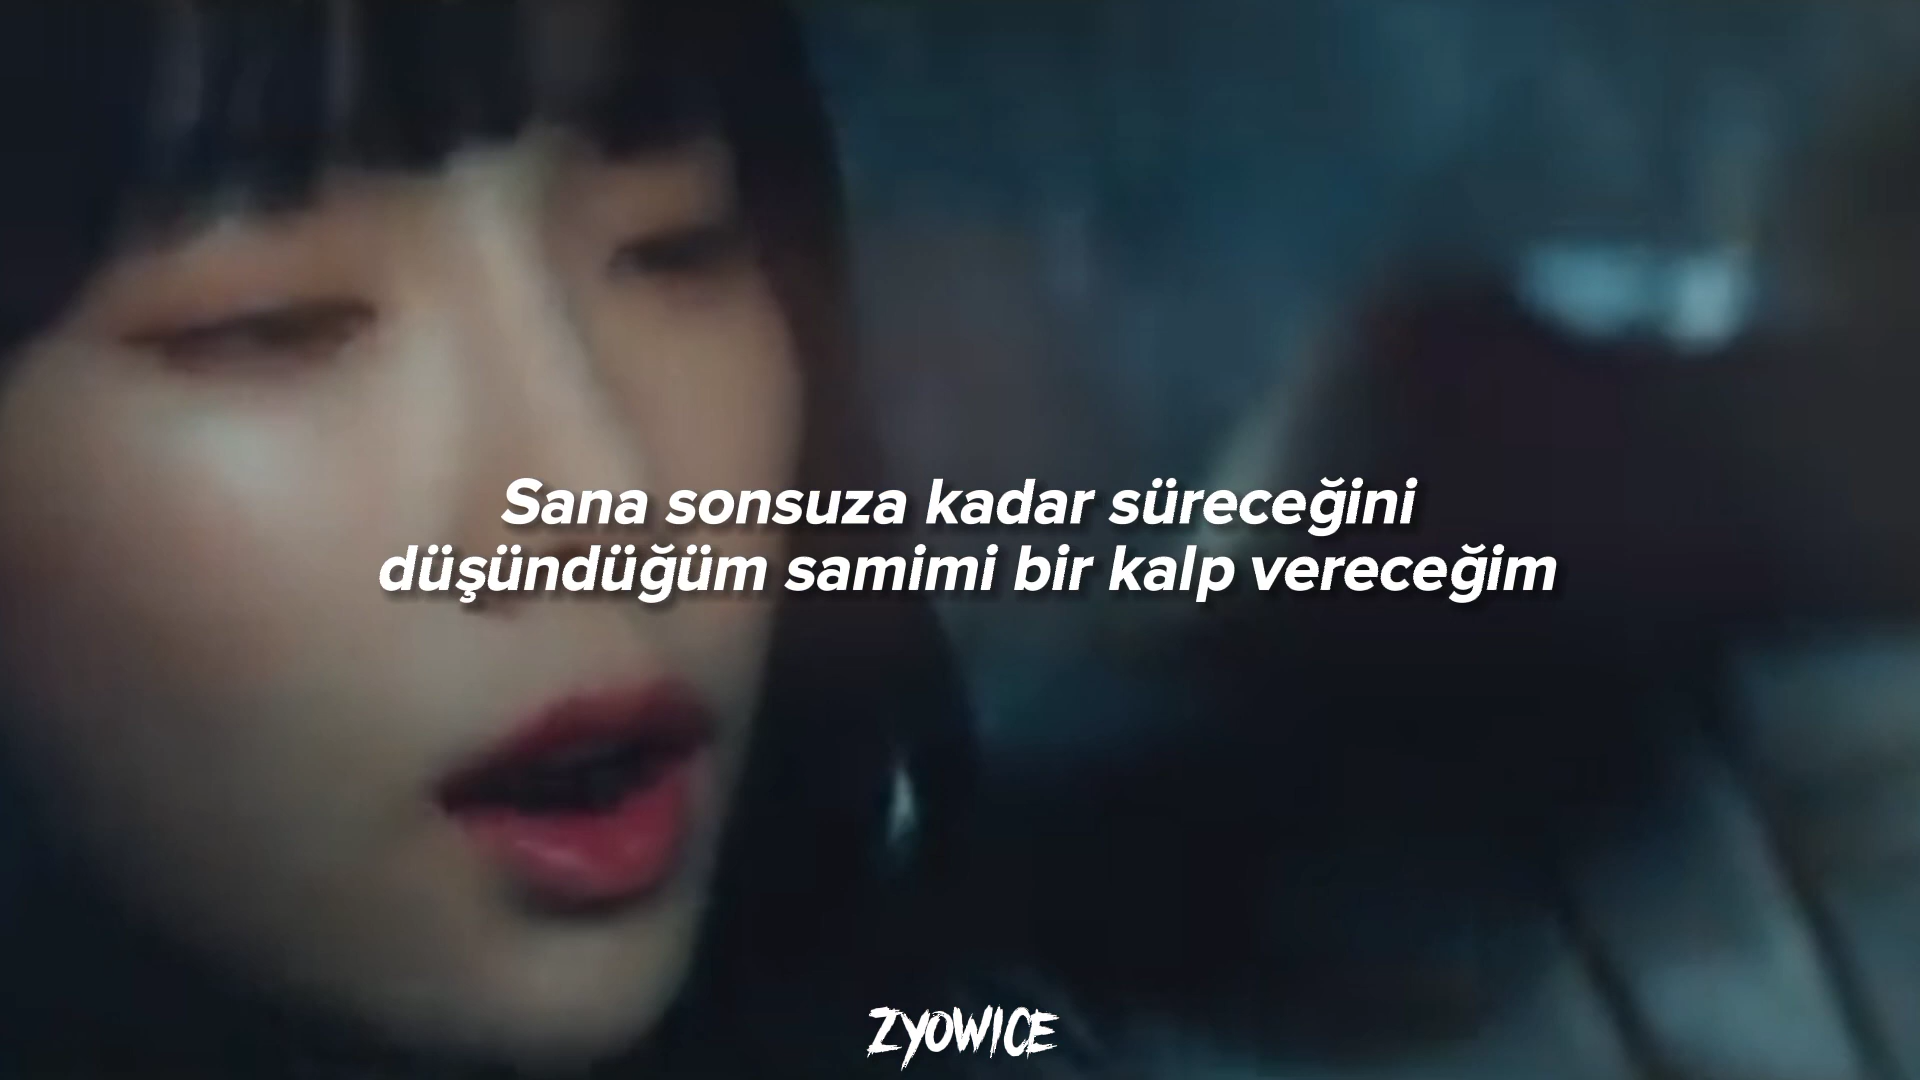 Sana sonsuza kadar süreceğini
düşündüğüm samimi bir kalp vereceğim
ZYOWICE